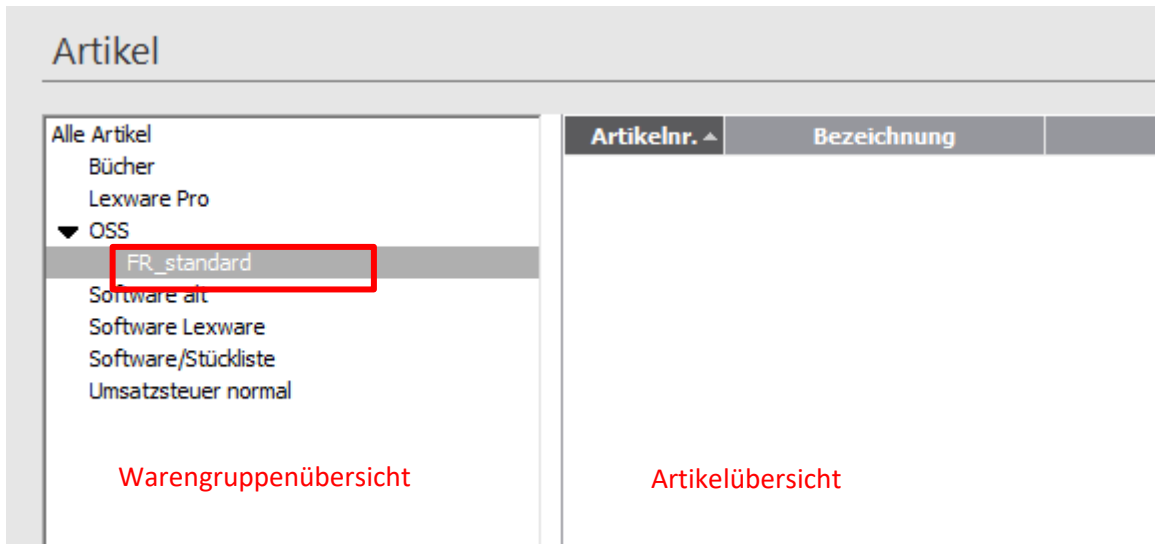 Artikel
Alle Artikel
Bücher
Lexware Pro
OSS
FR_standard
Software alt
Software Lexware
Software/Stückliste
Umsatzsteuer normal
Warengruppenübersicht
Artikelnr. Bezeichnung
Artikelübersicht